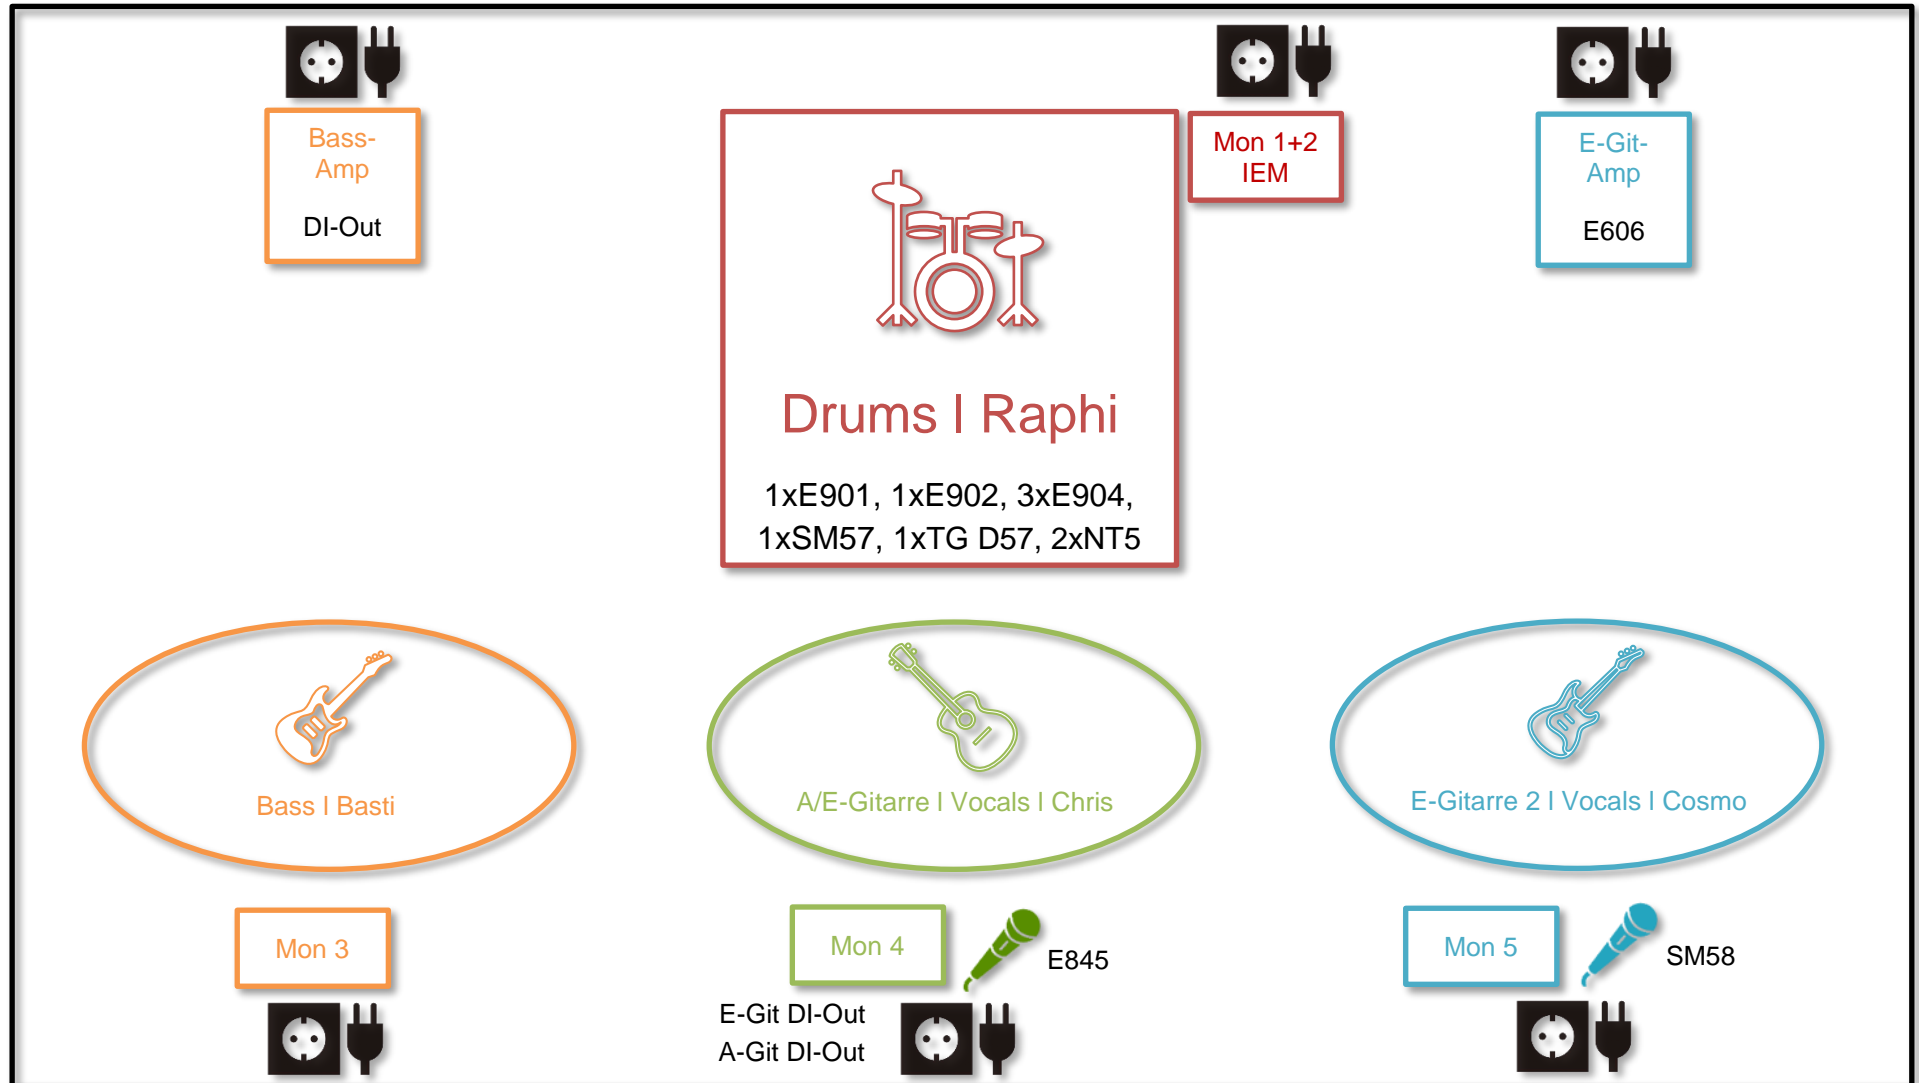 Bass-
Amp
DI-Out
Mon 1+2
IEM
E-Git-
Amp
E606
Drums I Raphi
1xE901, 1xE902, 3xE904,
1xSM57, 1xTG D57, 2xNT5
Bass I Basti
A/E-Gitarre I Vocals I Chris
E-Gitarre 2 I Vocals I Cosmo
Mon 3
Mon 4
E845
Mon 5
SM58
E-Git DI-Out
A-Git DI-Out